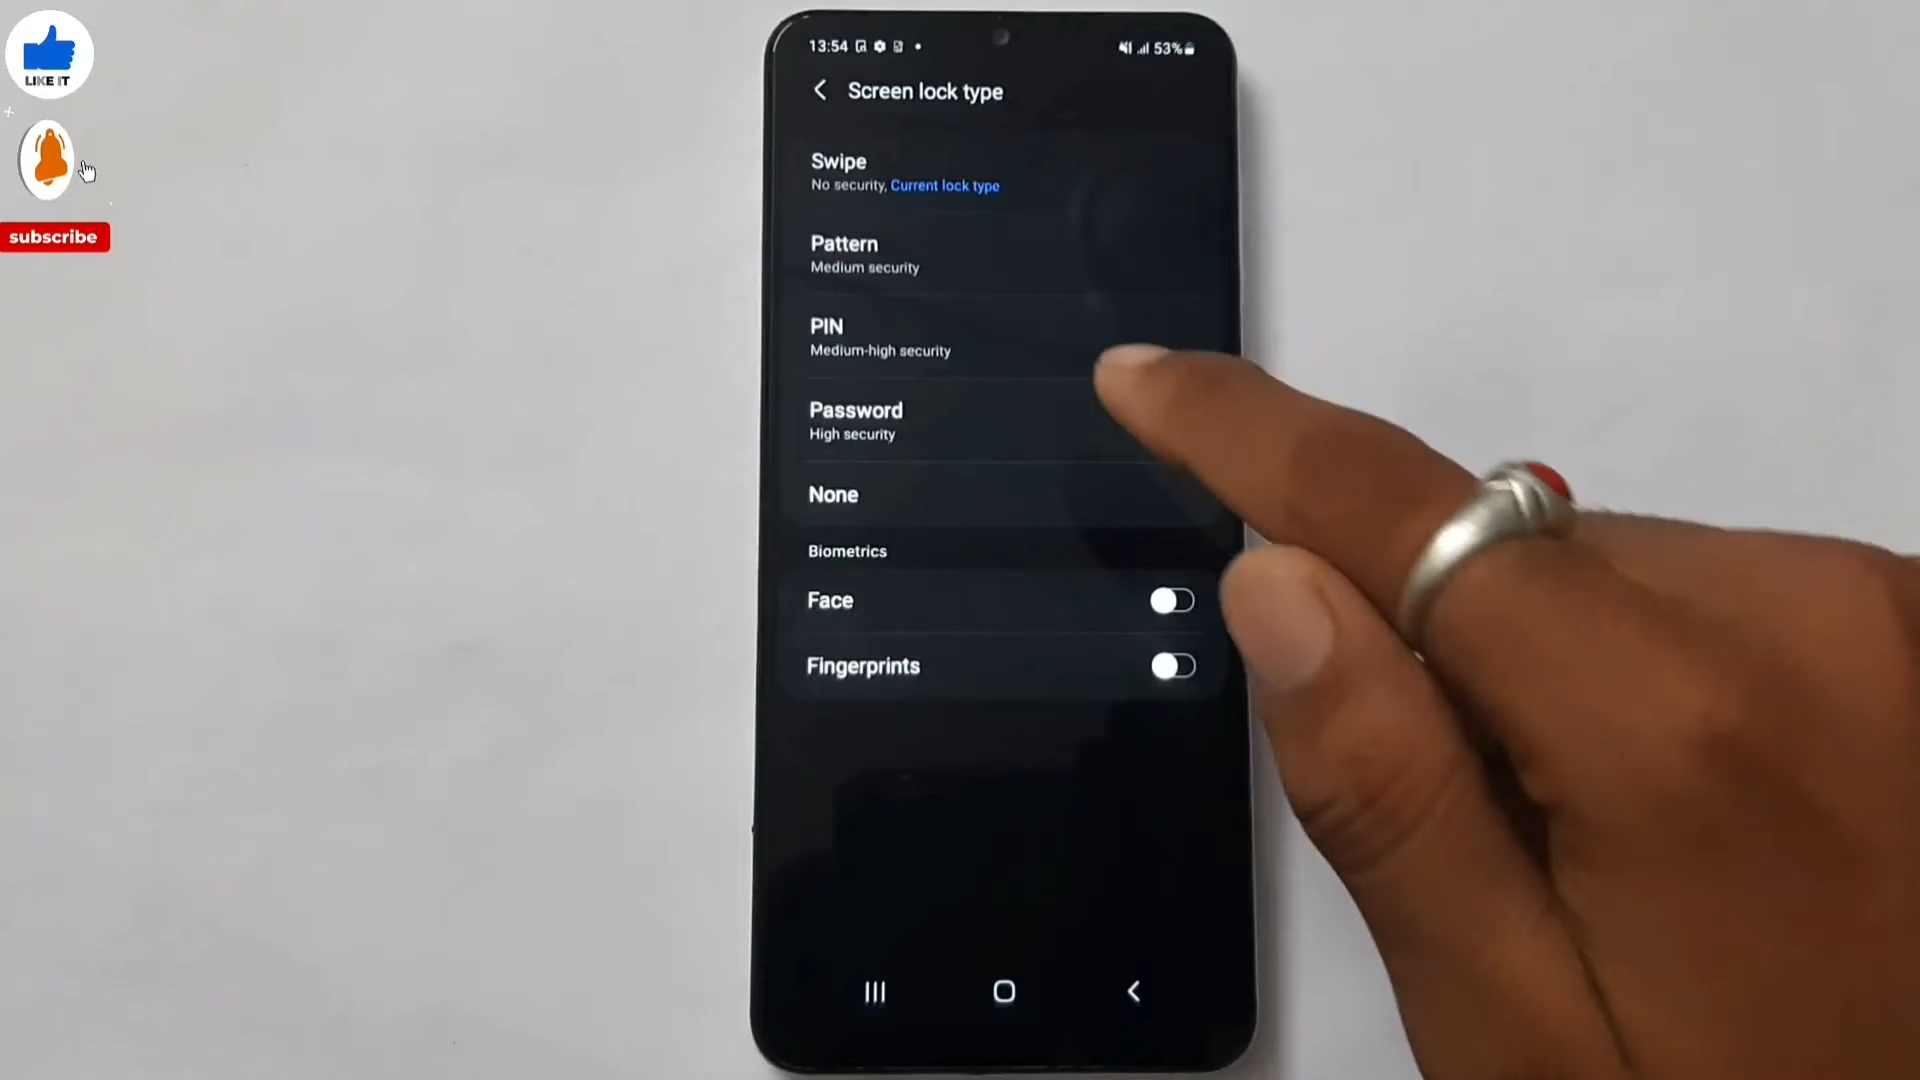 LIKE IT
subscribe
13:54
53%
Screen lock type
Swipe
No security, Current lock type
Pattern
Medium security
PIN
Medium-high security
Password
High security
None
Biometrics
Face
Fingerprints